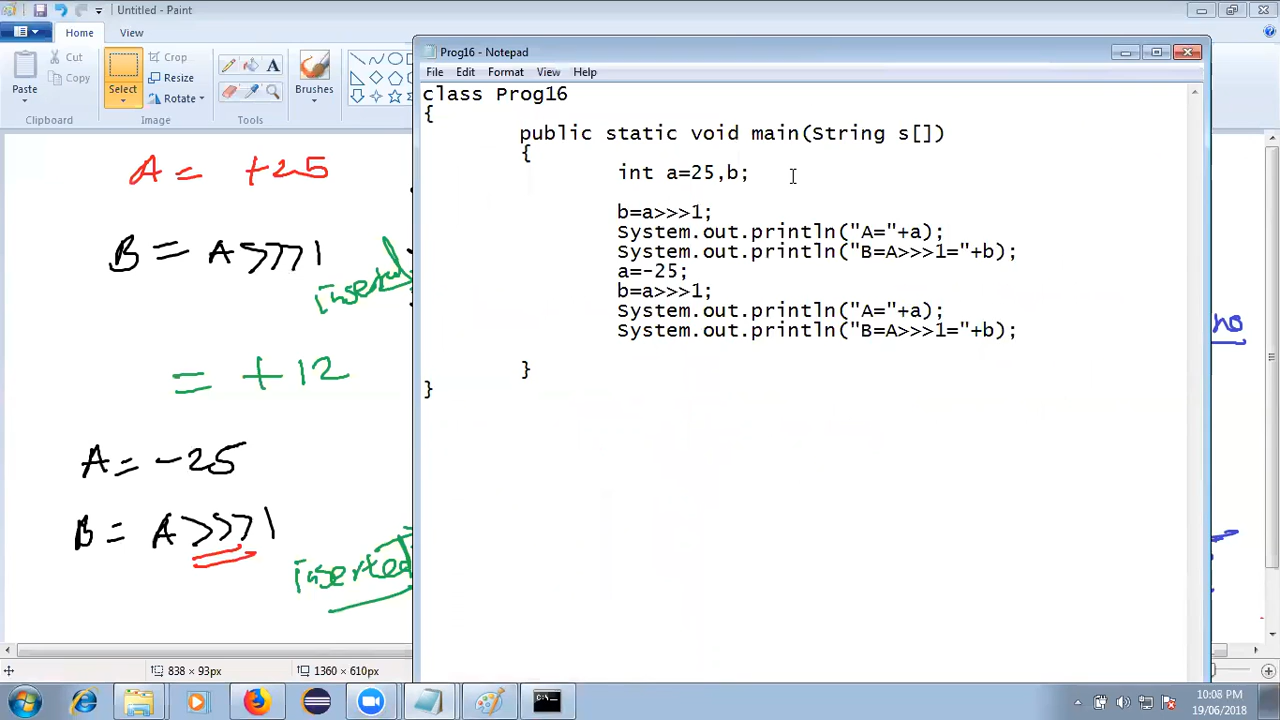 Untitled - Paint
Home
View
Cut
Copy
Paste
Clipboard
Crop
Resize
Rotate
Select
Image
Tools
Brushes
A = +25
B = A>>>1
inserted
= +12
A = -25
B = A>>>1
inserted
no
Prog16 - Notepad
File Edit Format View Help
class Prog16
{
public static void main(String s[])
{
int a=25,b;
b=a>>>1;
System.out.println("A="+a);
System.out.println("B=A>>>1="+b);
a=-25;
b=a>>>1;
System.out.println("A="+a);
System.out.println("B=A>>>1="+b);
}
}
838 × 93px
1360 × 610px
10:08 PM
19/06/2018